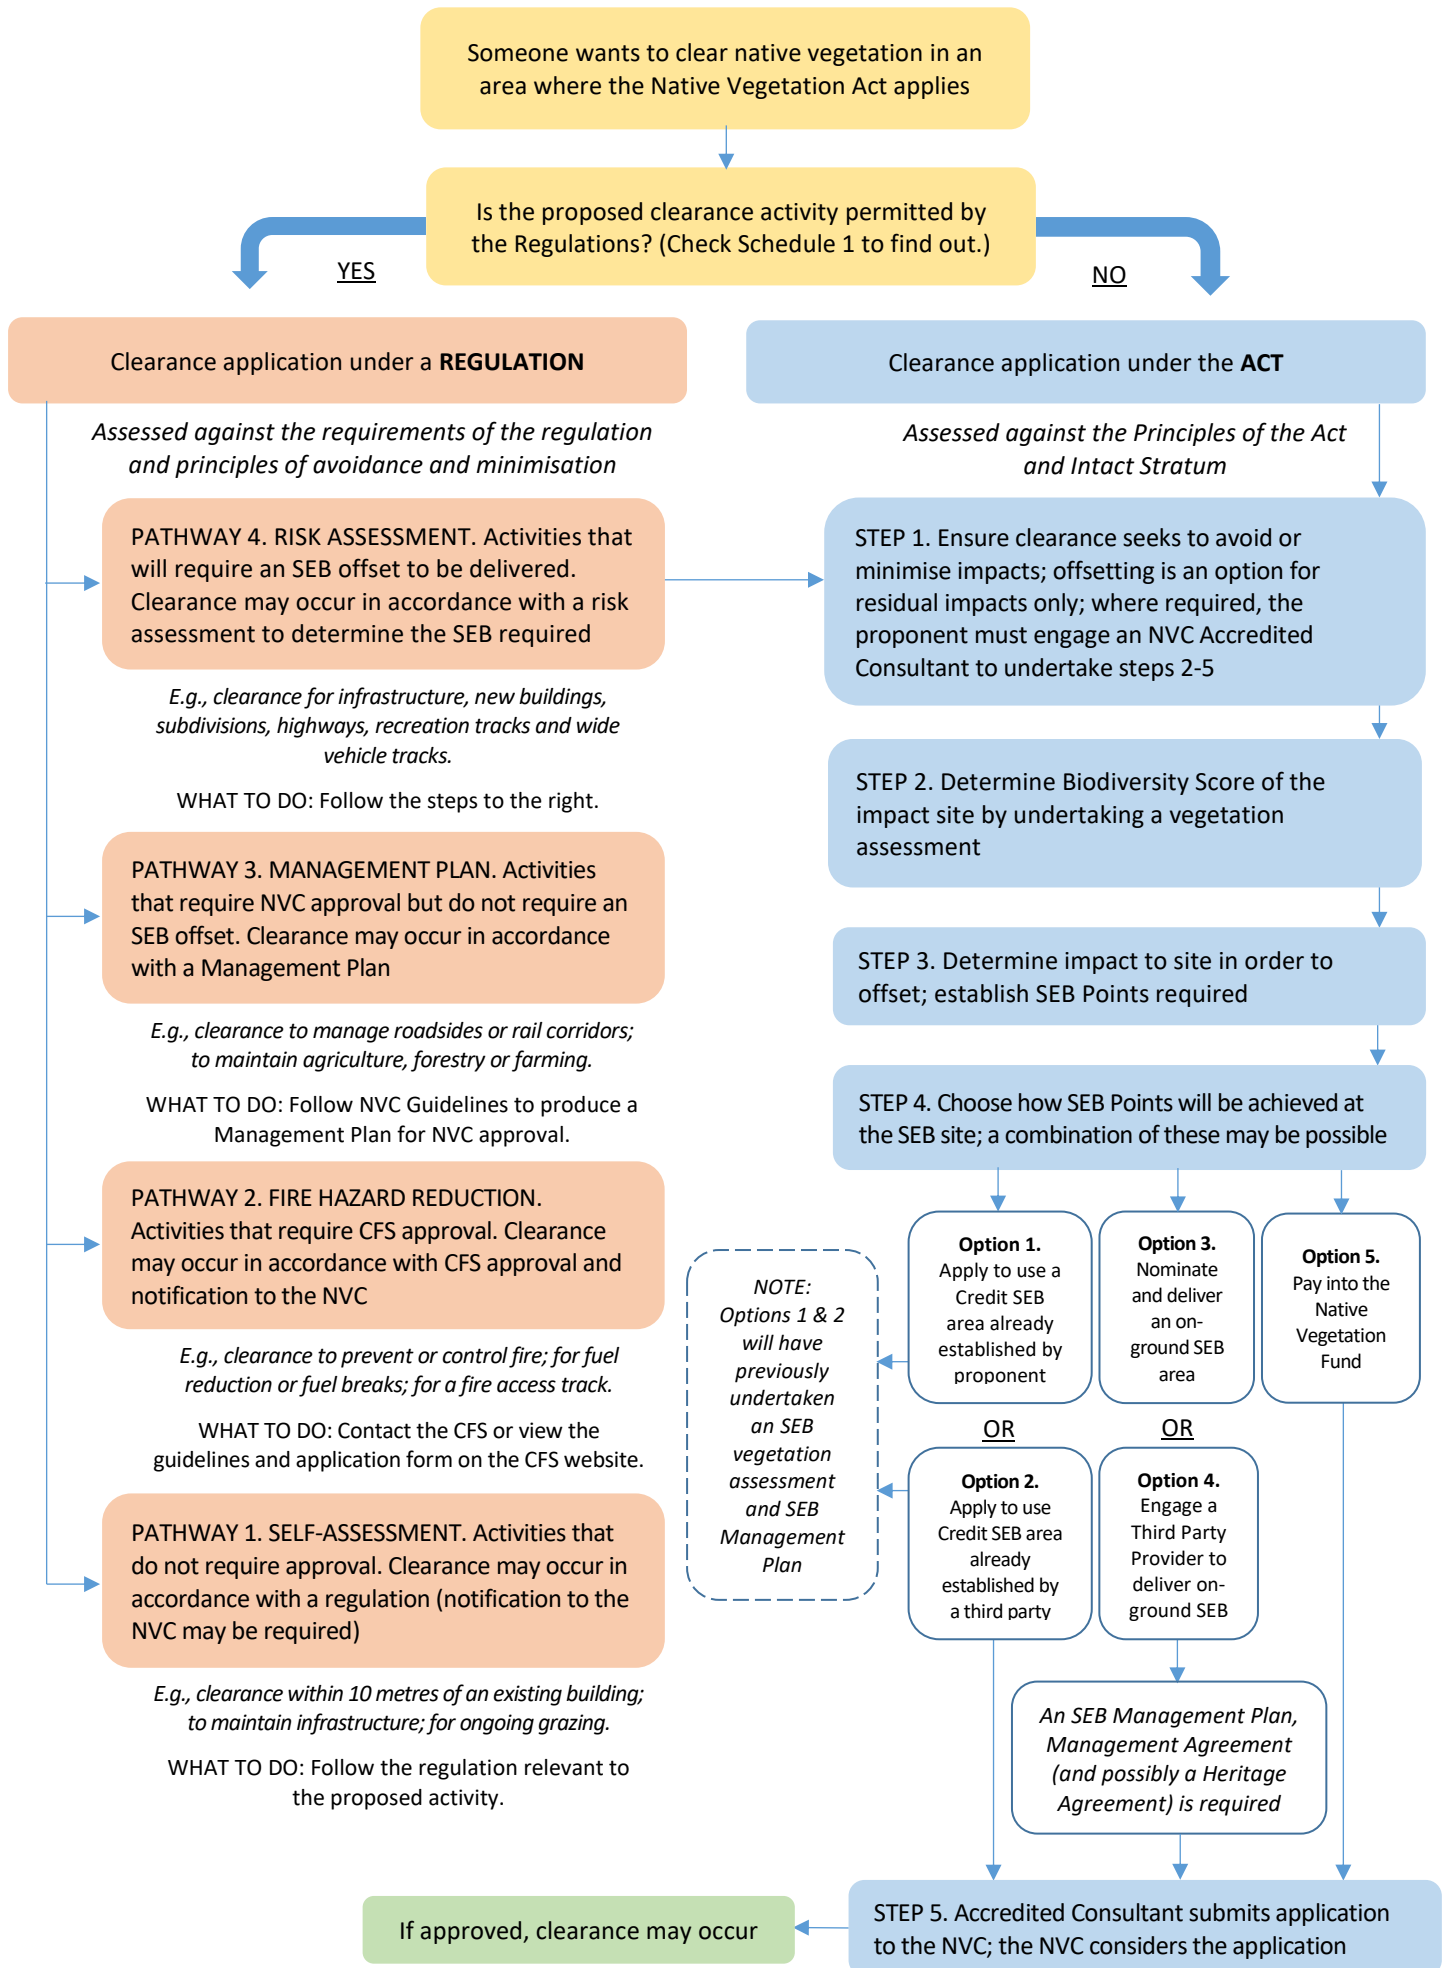 Someone wants to clear native vegetation in an
area where the Native Vegetation Act applies
Is the proposed clearance activity permitted by
the Regulations? (Check Schedule 1 to find out.)
YES
NO
Clearance application under a REGULATION
Assessed against the requirements of the regulation
and principles of avoidance and minimisation
PATHWAY 4. RISK ASSESSMENT. Activities that
will require an SEB offset to be delivered.
Clearance may occur in accordance with a risk
assessment to determine the SEB required
E.g., clearance for infrastructure, new buildings,
subdivisions, highways, recreation tracks and wide
vehicle tracks.
WHAT TO DO: Follow the steps to the right.
PATHWAY 3. MANAGEMENT PLAN. Activities
that require NVC approval but do not require an
SEB offset. Clearance may occur in accordance
with a Management Plan
E.g., clearance to manage roadsides or rail corridors;
to maintain agriculture, forestry or farming.
WHAT TO DO: Follow NVC Guidelines to produce a
Management Plan for NVC approval.
PATHWAY 2. FIRE HAZARD REDUCTION.
Activities that require CFS approval. Clearance
may occur in accordance with CFS approval and
notification to the NVC
E.g., clearance to prevent or control fire; for fuel
reduction or fuel breaks; for a fire access track.
WHAT TO DO: Contact the CFS or view the
guidelines and application form on the CFS website.
PATHWAY 1. SELF-ASSESSMENT. Activities that
do not require approval. Clearance may occur in
accordance with a regulation (notification to the
NVC may be required)
E.g., clearance within 10 metres of an existing building;
to maintain infrastructure; for ongoing grazing.
WHAT TO DO: Follow the regulation relevant to
the proposed activity.
Clearance application under the ACT
Assessed against the Principles of the Act
and Intact Stratum
STEP 1. Ensure clearance seeks to avoid or
minimise impacts; offsetting is an option for
residual impacts only; where required, the
proponent must engage an NVC Accredited
Consultant to undertake steps 2-5
STEP 2. Determine Biodiversity Score of the
impact site by undertaking a vegetation
assessment
STEP 3. Determine impact to site in order to
offset; establish SEB Points required
STEP 4. Choose how SEB Points will be achieved at
the SEB site; a combination of these may be possible
NOTE:
Options 1 & 2
will have
previously
undertaken
an SEB
vegetation
assessment
and SEB
Management
Plan
Option 1.
Apply to use a
Credit SEB
area already
established by
proponent
OR
Option 2.
Apply to use
Credit SEB area
already
established by
a third party
Option 3.
Nominate
and deliver
an on-
ground SEB
area
OR
Option 4.
Engage a
Third Party
Provider to
deliver on-
ground SEB
Option 5.
Pay into the
Native
Vegetation
Fund
An SEB Management Plan,
Management Agreement
(and possibly a Heritage
Agreement) is required
STEP 5. Accredited Consultant submits application
to the NVC; the NVC considers the application
If approved, clearance may occur